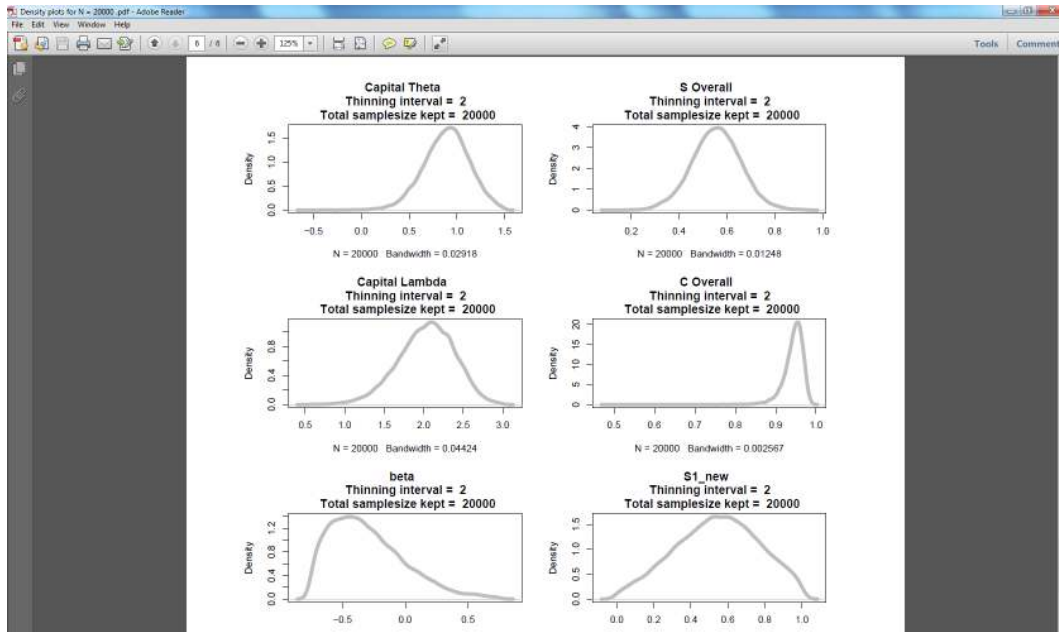 Density plots for N = 20000 .pdf - Adobe Reader
File Edit View Window Help
6 / 6 125% Tools Comment
Capital Theta
Thinning interval = 2
Total samplesize kept = 20000
Density
0.0 0.5 1.0 1.5
-0.5 0.0 0.5 1.0 1.5
N = 20000 Bandwidth = 0.02918
S Overall
Thinning interval = 2
Total samplesize kept = 20000
Density
0 1 2 3 4
0.2 0.4 0.6 0.8 1.0
N = 20000 Bandwidth = 0.01248
Capital Lambda
Thinning interval = 2
Total samplesize kept = 20000
Density
0.0 0.4 0.8
0.5 1.0 1.5 2.0 2.5 3.0
N = 20000 Bandwidth = 0.04424
C Overall
Thinning interval = 2
Total samplesize kept = 20000
Density
0 5 10 15 20
0.5 0.6 0.7 0.8 0.9 1.0
N = 20000 Bandwidth = 0.002567
beta
Thinning interval = 2
Total samplesize kept = 20000
Density
0.0 0.4 0.8 1.2
-0.5 0.0 0.5
S1_new
Thinning interval = 2
Total samplesize kept = 20000
Density
0.0 0.5 1.0 1.5
0.0 0.2 0.4 0.6 0.8 1.0